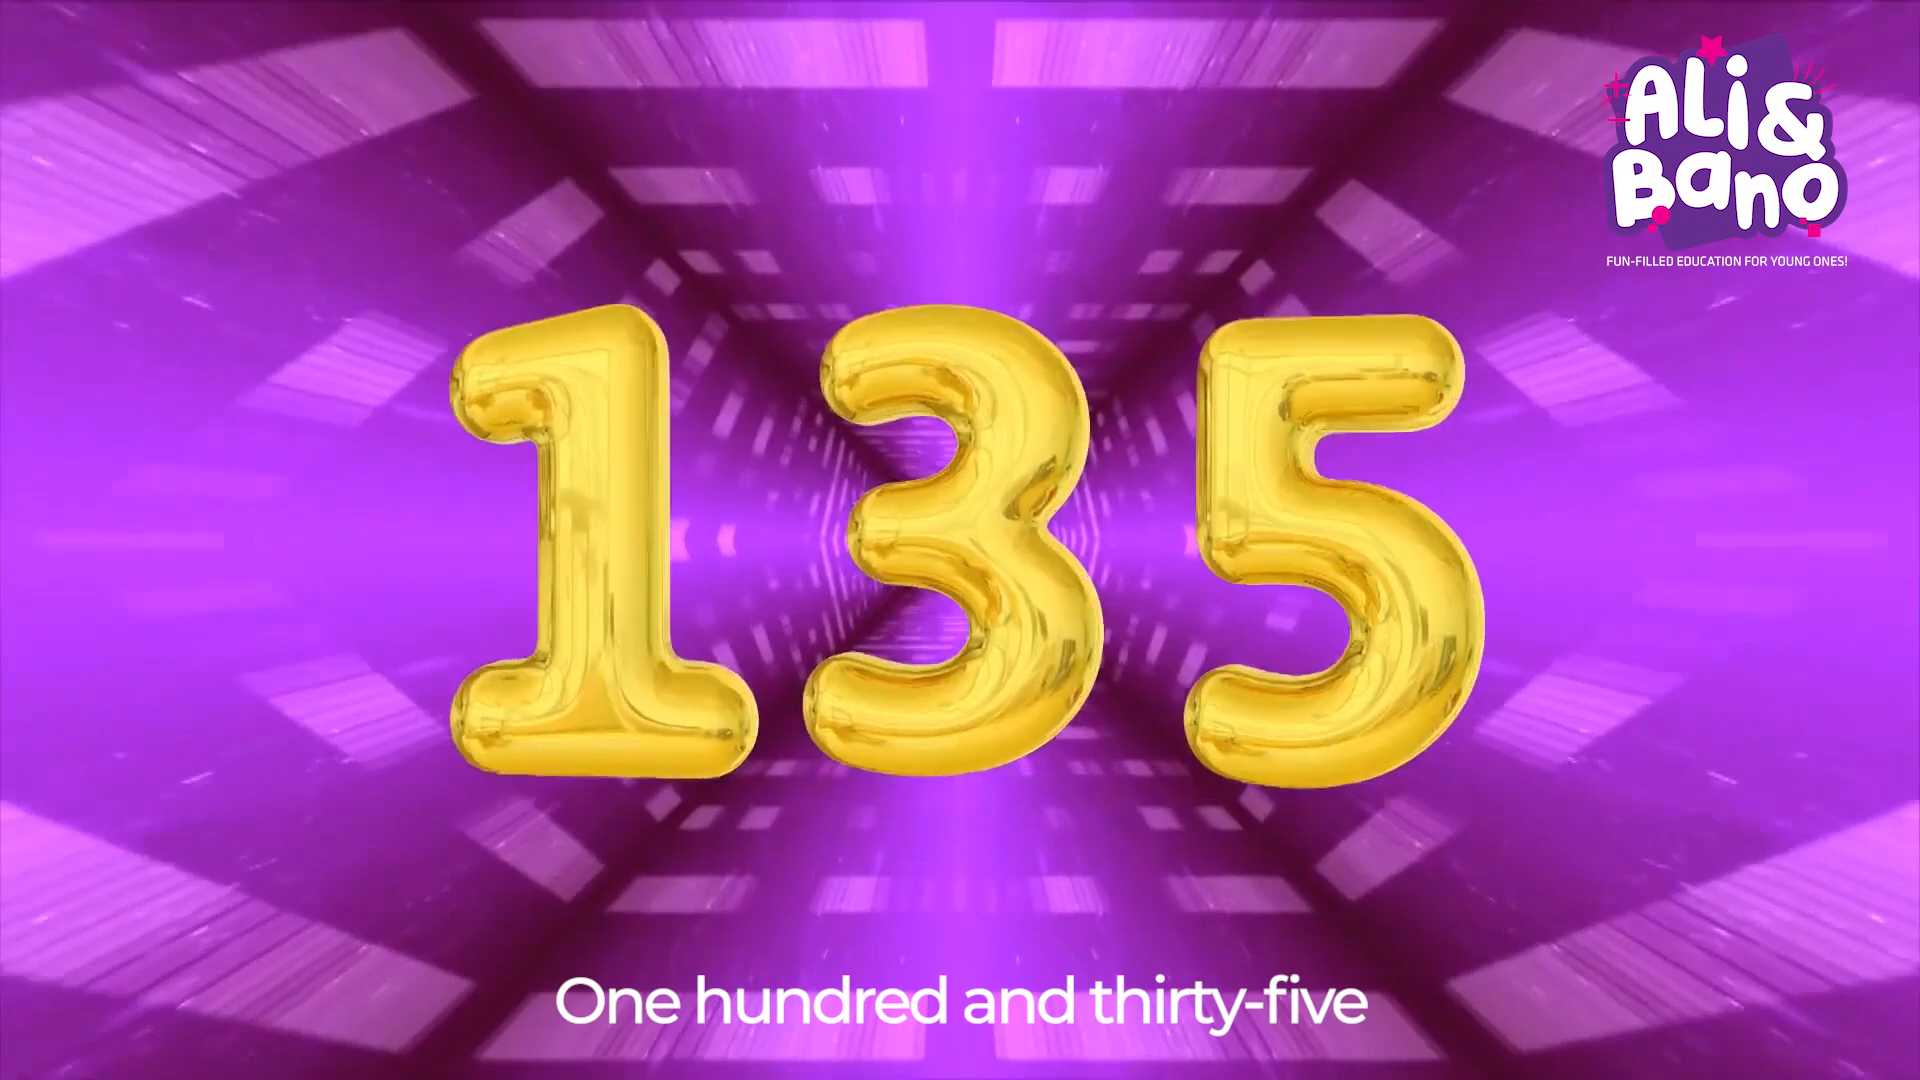 ALi&
Bano
FUN-FILLED EDUCATION FOR YOUNG ONES!
135
One hundred and thirty-five